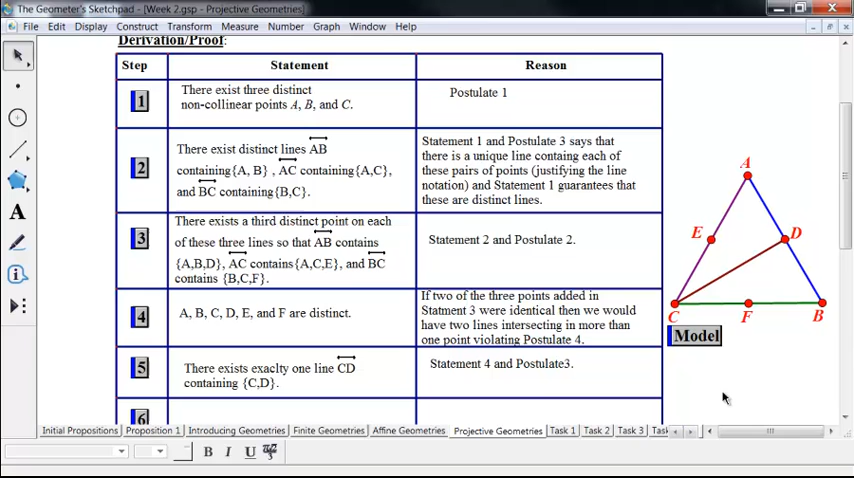 The Geometer's Sketchpad - [Week 2.gsp - Projective Geometries]
File Edit Display Construct Transform Measure Number Graph Window Help
Derivation/Proof:
Step Statement Reason
1
There exist three distinct
non-collinear points A, B, and C.
Postulate 1
2
There exist distinct lines AB
containing{A, B} , AC containing{A,C},
and BC containing{B,C}.
Statement 1 and Postulate 3 says that
there is a unique line containg each of
these pairs of points (justifying the line
notation) and Statement 1 guarantees that
these are distinct lines.
3
There exists a third distinct point on each
of these three lines so that AB contains
{A,B,D}, AC contains{A,C,E}, and BC
contains {B,C,F}.
Statement 2 and Postulate 2.
4
A, B, C, D, E, and F are distinct.
If two of the three points added in
Statment 3 were identical then we would
have two lines intersecting in more than
one point violating Postulate 4.
5
There exists exaclty one line CD
containing {C,D}.
Statement 4 and Postulate3.
6
A
E
D
C
F
B
Model
Initial Propositions Proposition 1 Introducing Geometries Finite Geometries Affine Geometries Projective Geometries Task 1 Task 2 Task 3 Task
A
B I U